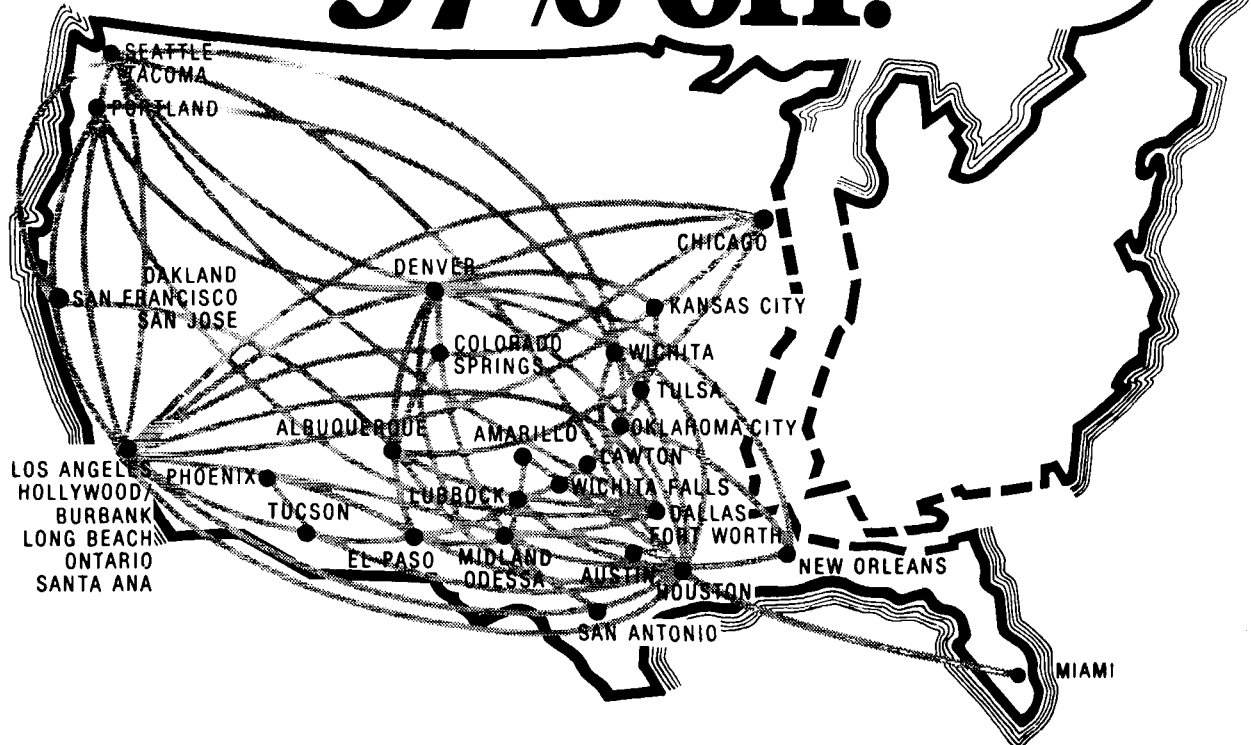 SEATTLE
TACOMA
PORTLAND
CHICAGO
DENVER
OAKLAND
SAN FRANCISCO
SAN JOSE
KANSAS CITY
COLORADO
SPRINGS
WICHITA
TULSA
ALBUQUERQUE
AMARILLO
OKLAHOMA CITY
LAWTON
LOS ANGELES
HOLLYWOOD/
BURBANK
LONG BEACH
ONTARIO
SANTA ANA
PHOENIX
TUCSON
LUBBOCK
WICHITA FALLS
DALLAS
FORT WORTH
EL PASO
MIDLAND
ODESSA
AUSTIN
HOUSTON
NEW ORLEANS
SAN ANTONIO
MIAMI